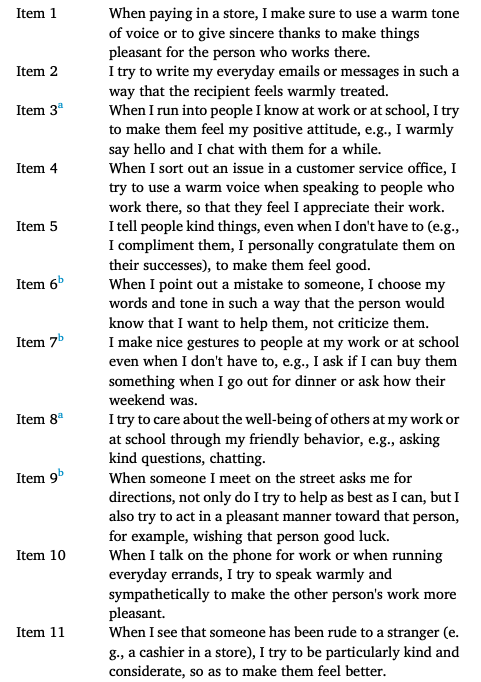 Item 1 When paying in a store, I make sure to use a warm tone
of voice or to give sincere thanks to make things
pleasant for the person who works there.
Item 2 I try to write my everyday emails or messages in such a
way that the recipient feels warmly treated.
Item 3a When I run into people I know at work or at school, I try
to make them feel my positive attitude, e.g., I warmly
say hello and I chat with them for a while.
Item 4 When I sort out an issue in a customer service office, I
try to use a warm voice when speaking to people who
work there, so that they feel I appreciate their work.
Item 5 I tell people kind things, even when I don't have to (e.g.,
I compliment them, I personally congratulate them on
their successes), to make them feel good.
Item 6b When I point out a mistake to someone, I choose my
words and tone in such a way that the person would
know that I want to help them, not criticize them.
Item 7b I make nice gestures to people at my work or at school
even when I don't have to, e.g., I ask if I can buy them
something when I go out for dinner or ask how their
weekend was.
Item 8a I try to care about the well-being of others at my work or
at school through my friendly behavior, e.g., asking
kind questions, chatting.
Item 9b When someone I meet on the street asks me for
directions, not only do I try to help as best as I can, but I
also try to act in a pleasant manner toward that person,
for example, wishing that person good luck.
Item 10 When I talk on the phone for work or when running
everyday errands, I try to speak warmly and
sympathetically to make the other person's work more
pleasant.
Item 11 When I see that someone has been rude to a stranger (e.
g., a cashier in a store), I try to be particularly kind and
considerate, so as to make them feel better.